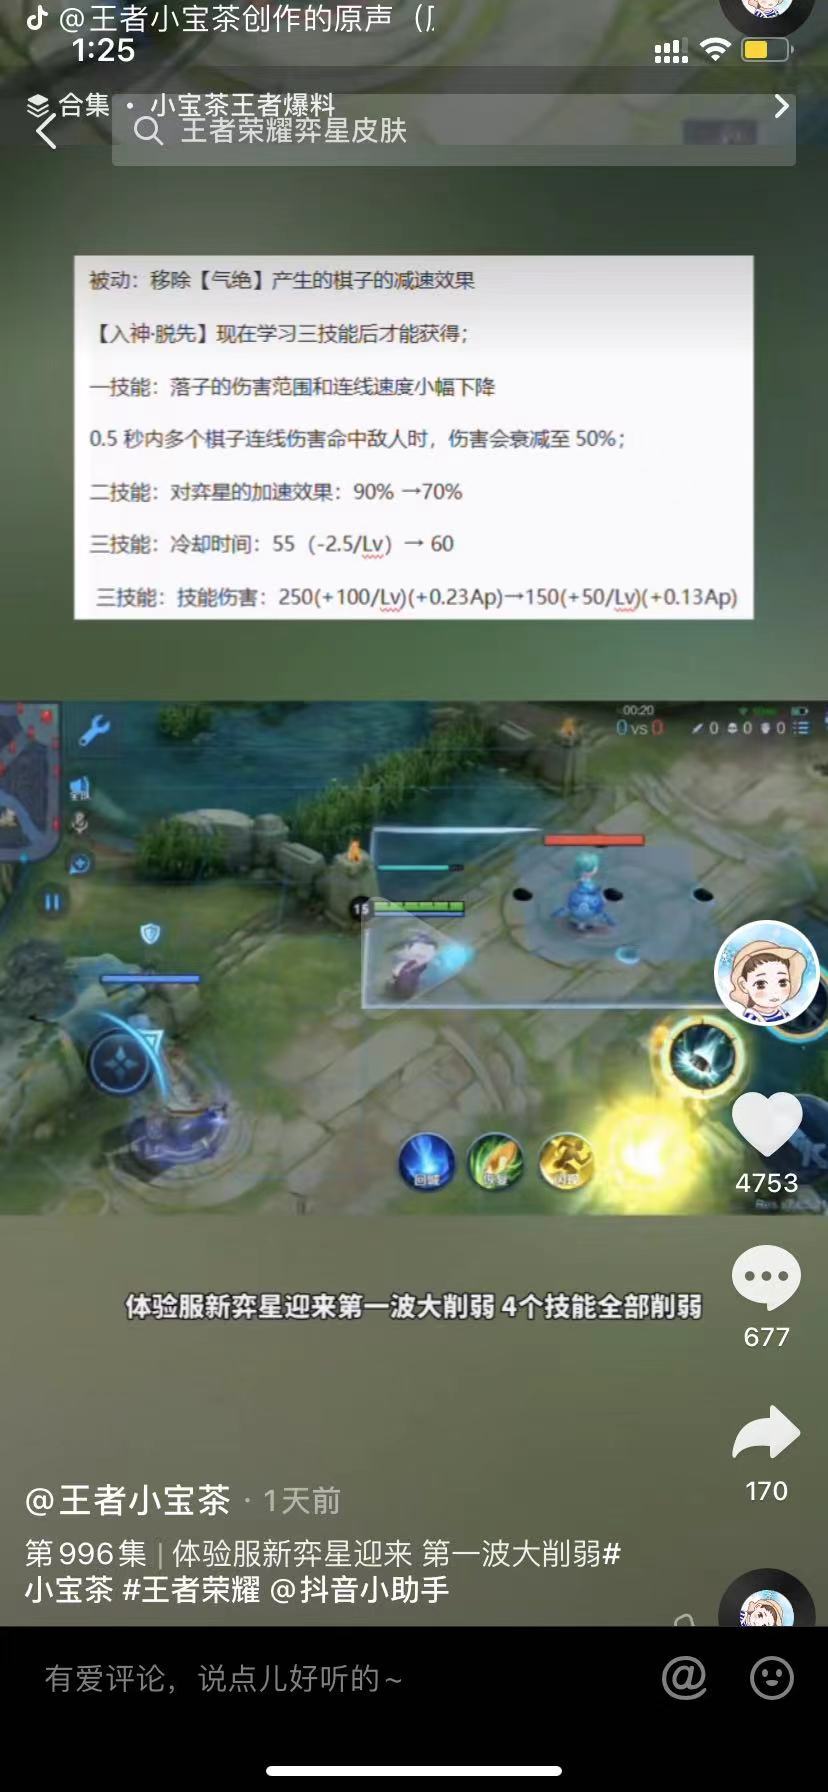 @王者小宝茶创作的原声
1:25
合集 · 小宝茶王者爆料
王者荣耀弈星皮肤
被动：移除【气绝】产生的棋子的减速效果
【入神·脱先】现在学习三技能后才能获得；
一技能：落子的伤害范围和连线速度小幅下降
0.5 秒内多个棋子连线伤害命中敌人时，伤害会衰减至 50%；
二技能：对弈星的加速效果：90% →70%
三技能：冷却时间：55（-2.5/Lv）→ 60
三技能：技能伤害：250(+100/Lv)(+0.23Ap)→150(+50/Lv)(+0.13Ap)
00:20
0 vs 0
0 0 0
15
回城
恢复
闪现
4753
体验服新弈星迎来第一波大削弱 4个技能全部削弱
677
170
@王者小宝茶 · 1天前
第996集 | 体验服新弈星迎来 第一波大削弱#
小宝茶 #王者荣耀 @抖音小助手
有爱评论，说点儿好听的~